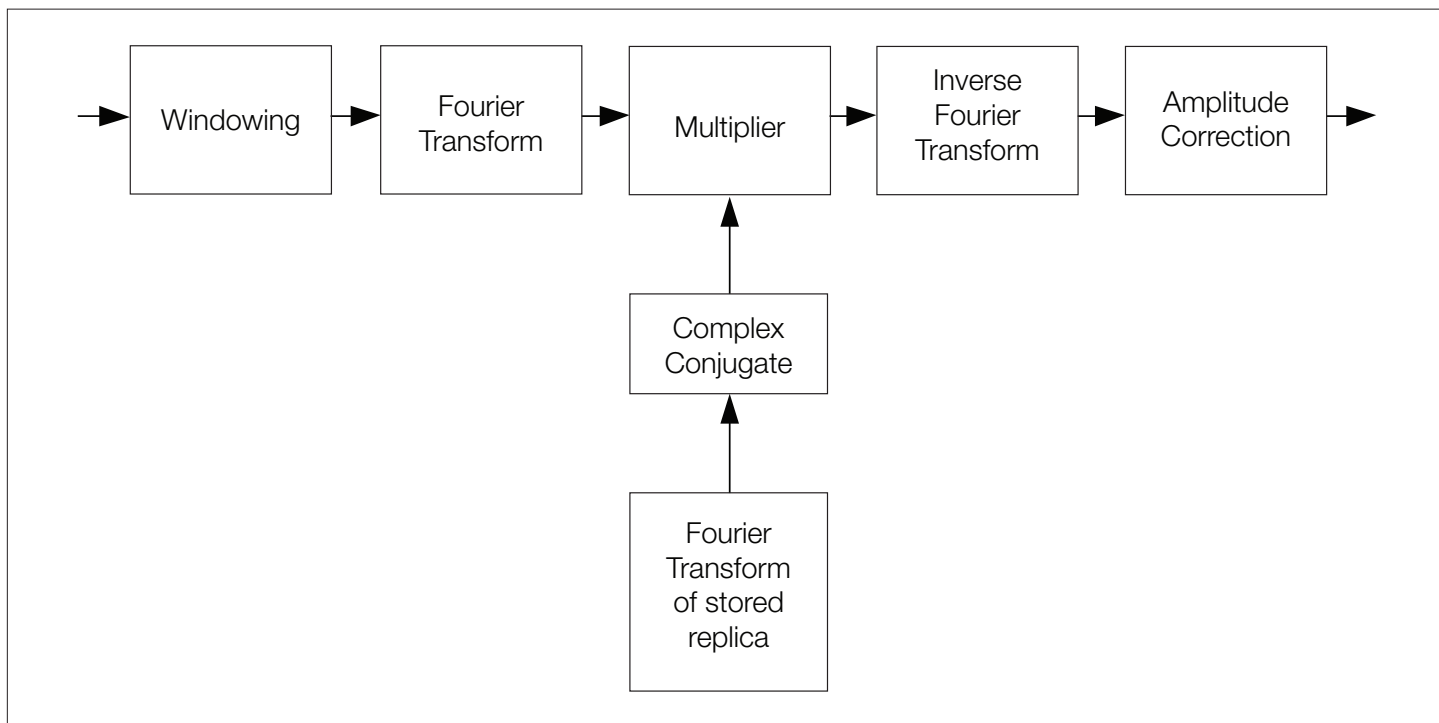 Windowing
Fourier
Transform
Multiplier
Inverse
Fourier
Transform
Amplitude
Correction
Complex
Conjugate
Fourier
Transform
of stored
replica